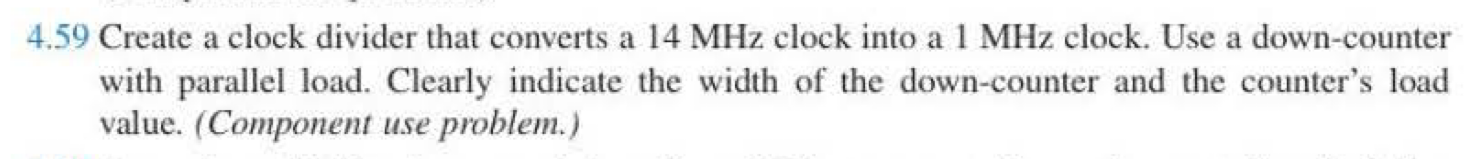 4.59 Create a clock divider that converts a 14 MHz clock into a 1 MHz clock. Use a down-counter
with parallel load. Clearly indicate the width of the down-counter and the counter's load
value. (Component use problem.)